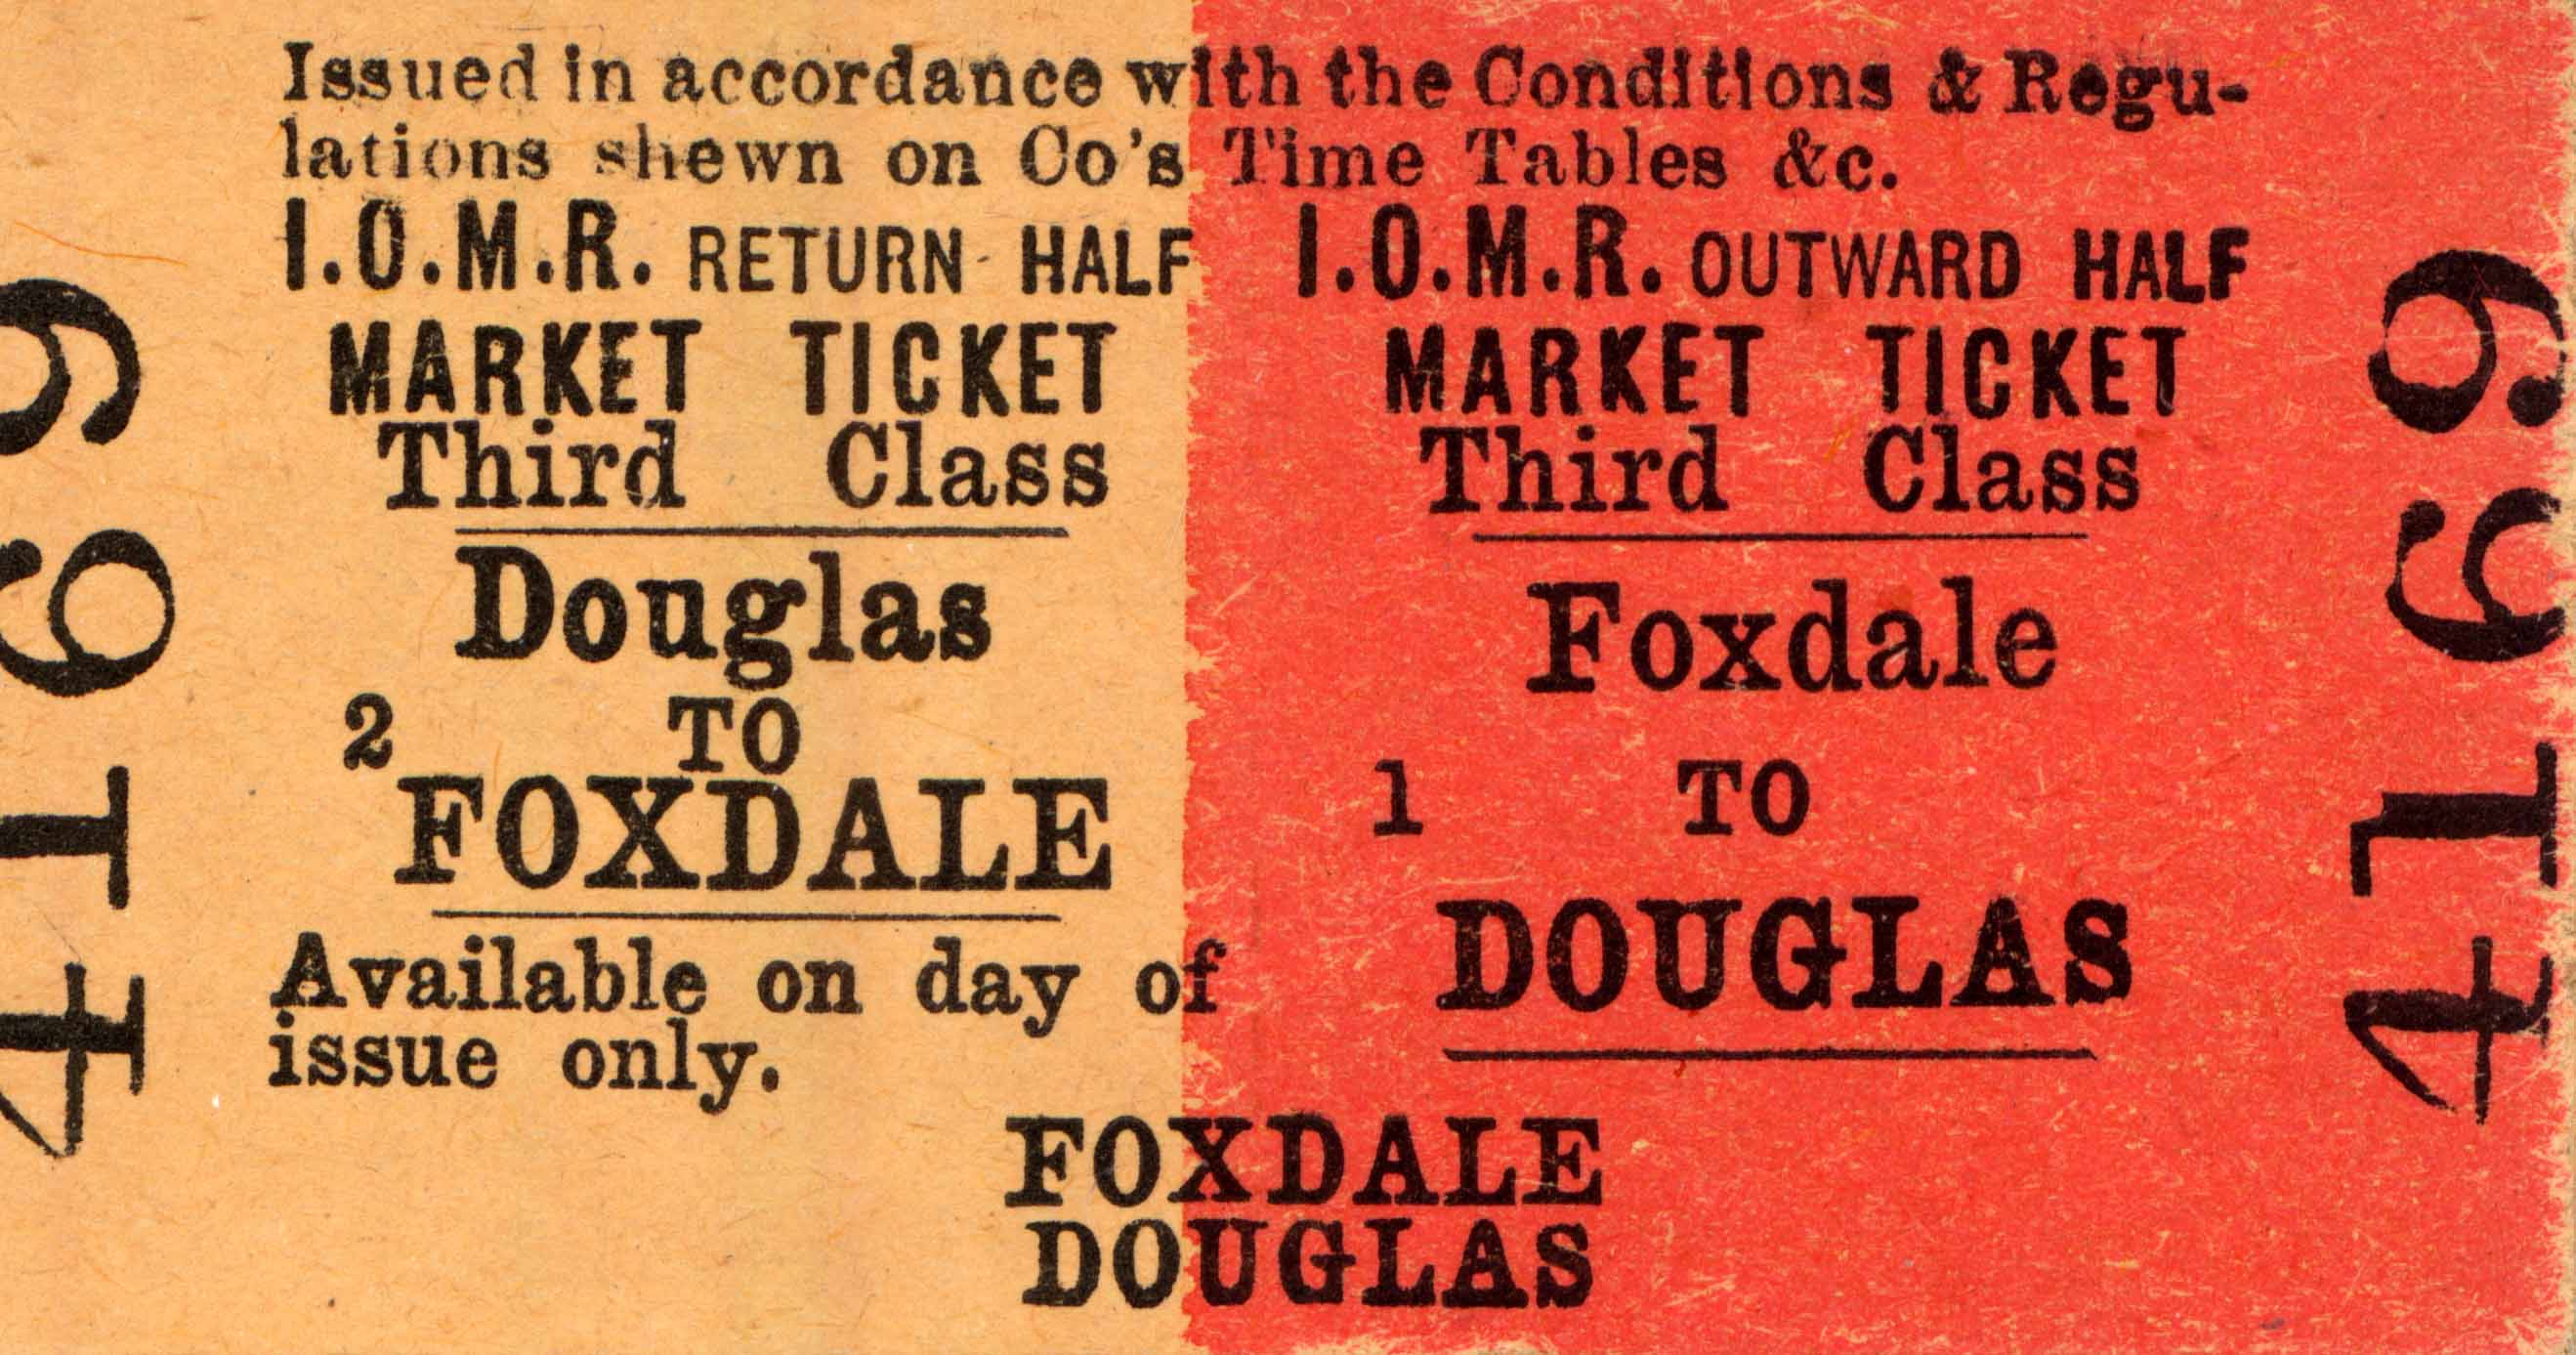 Issued in accordance with the Conditions & Regu-
lations shewn on Co's Time Tables &c.
I.O.M.R. RETURN HALF
MARKET TICKET
Third Class
Douglas
2 TO
FOXDALE
Available on day of
issue only.
I.O.M.R. OUTWARD HALF
MARKET TICKET
Third Class
Foxdale
1 TO
DOUGLAS
FOXDALE
DOUGLAS
4169
4169